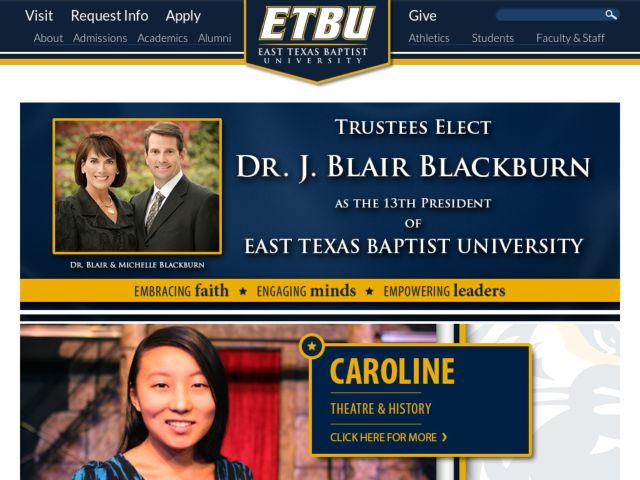 Visit Request Info Apply
About Admissions Academics Alumni
ETBU
EAST TEXAS BAPTIST
UNIVERSITY
Give
Athletics Students Faculty & Staff
TRUSTEES ELECT
DR. J. BLAIR BLACKBURN
AS THE 13TH PRESIDENT
OF
EAST TEXAS BAPTIST UNIVERSITY
DR. BLAIR & MICHELLE BLACKBURN
EMBRACING faith ★ ENGAGING minds ★ EMPOWERING leaders
CAROLINE
THEATRE & HISTORY
CLICK HERE FOR MORE ❯